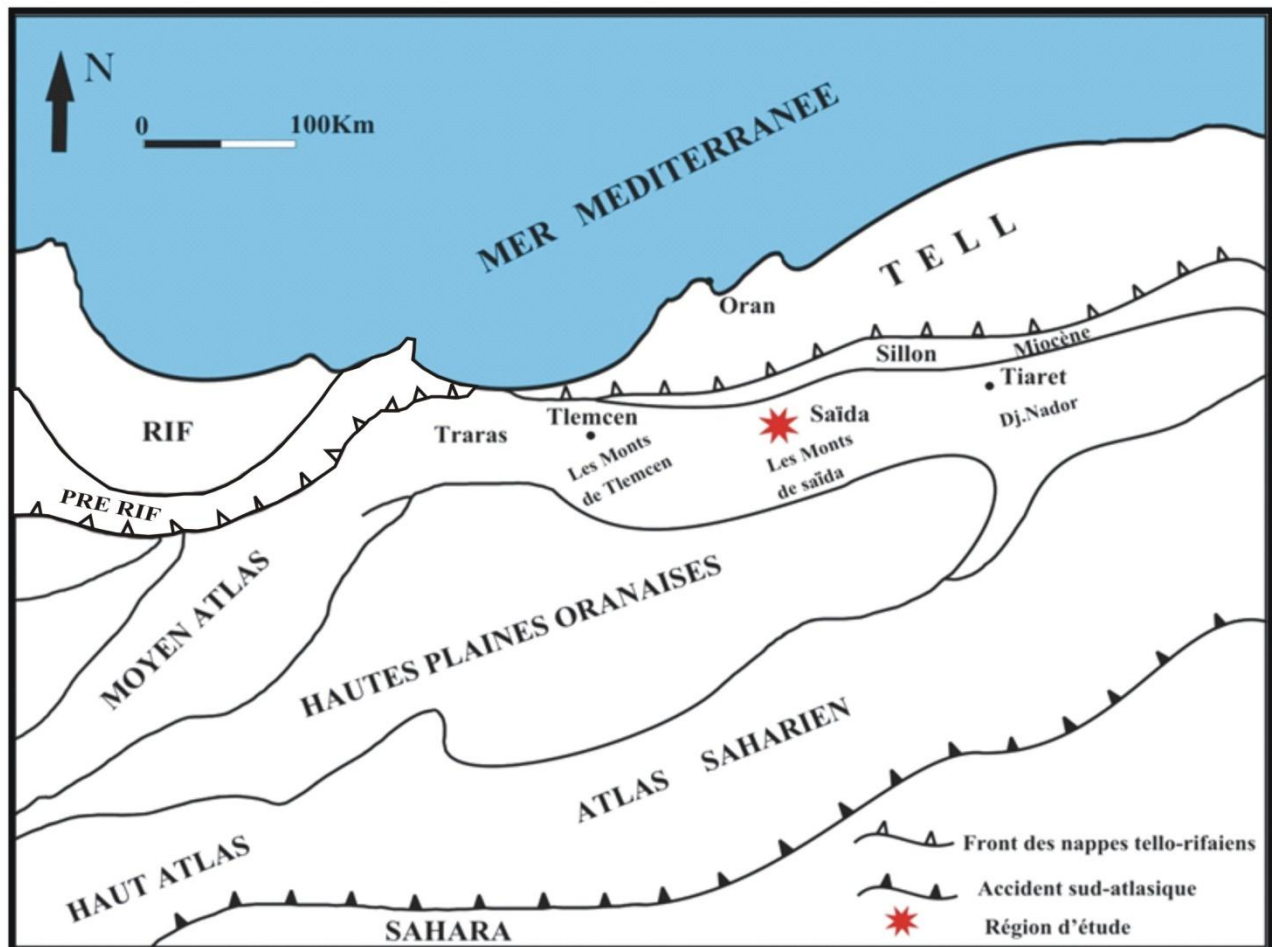 N
0 100Km
MER MEDITERRANEE
TELL
Oran
Miocène
Sillon
Tiaret
Dj.Nador
Saïda
Les Monts
de saïda
Tlemcen
Les Monts
de Tlemcen
Traras
RIF
PRE RIF
MOYEN ATLAS
HAUTES PLAINES ORANAISES
ATLAS SAHARIEN
HAUT ATLAS
SAHARA
Front des nappes tello-rifaiens
Accident sud-atlasique
Région d'étude